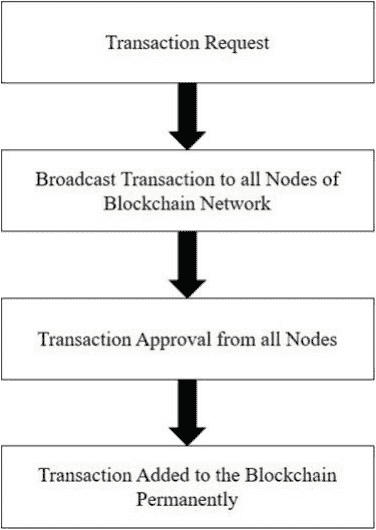 Transaction Request
Broadcast Transaction to all Nodes of
Blockchain Network
Transaction Approval from all Nodes
Transaction Added to the Blockchain
Permanently